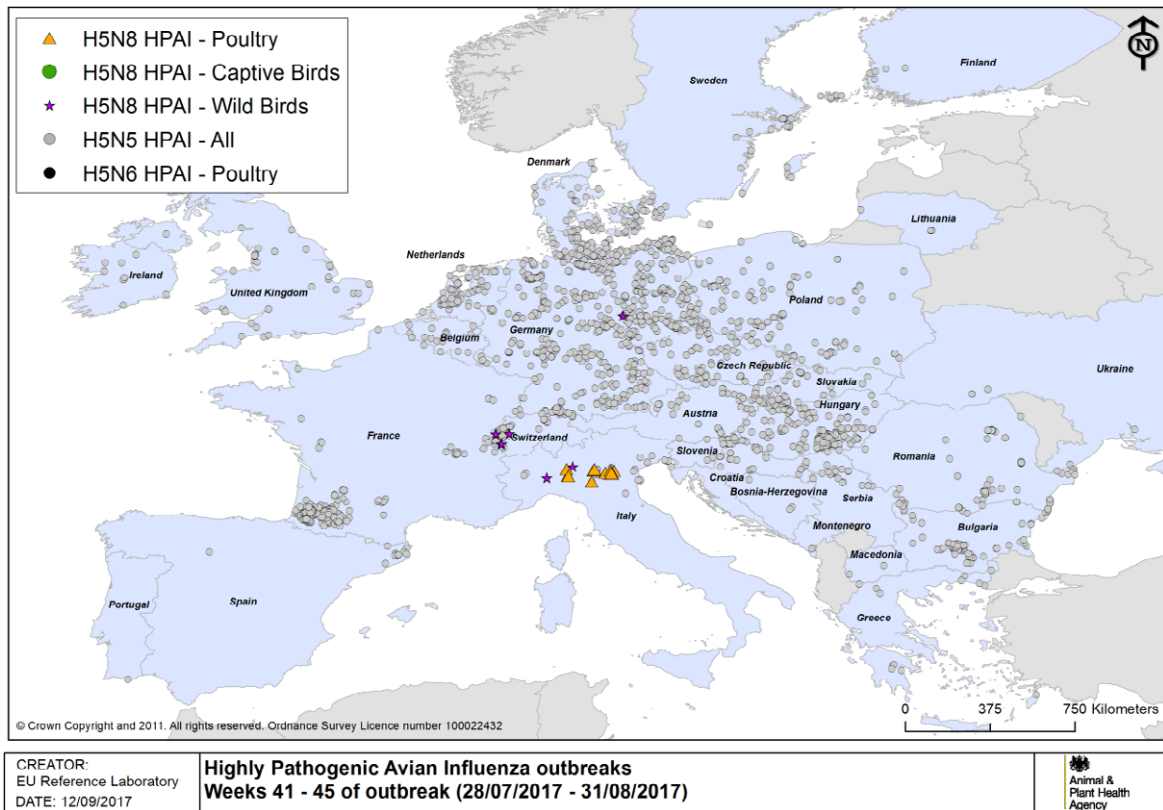 H5N8 HPAI - Poultry
H5N8 HPAI - Captive Birds
H5N8 HPAI - Wild Birds
H5N5 HPAI - All
H5N6 HPAI - Poultry
N
Finland
Sweden
Denmark
Lithuania
Netherlands
Ireland
United Kingdom
Poland
Belgium
Germany
Czech Republic
Ukraine
Slovakia
Hungary
Austria
France
Switzerland
Slovenia
Romania
Croatia
Bosnia-Herzegovina
Serbia
Italy
Montenegro
Bulgaria
Macedonia
Portugal
Spain
Greece
0 375 750 Kilometers
© Crown Copyright and 2011. All rights reserved. Ordnance Survey Licence number 100022432
CREATOR:
EU Reference Laboratory
DATE: 12/09/2017
Highly Pathogenic Avian Influenza outbreaks
Weeks 41 - 45 of outbreak (28/07/2017 - 31/08/2017)
Animal &
Plant Health
Agency